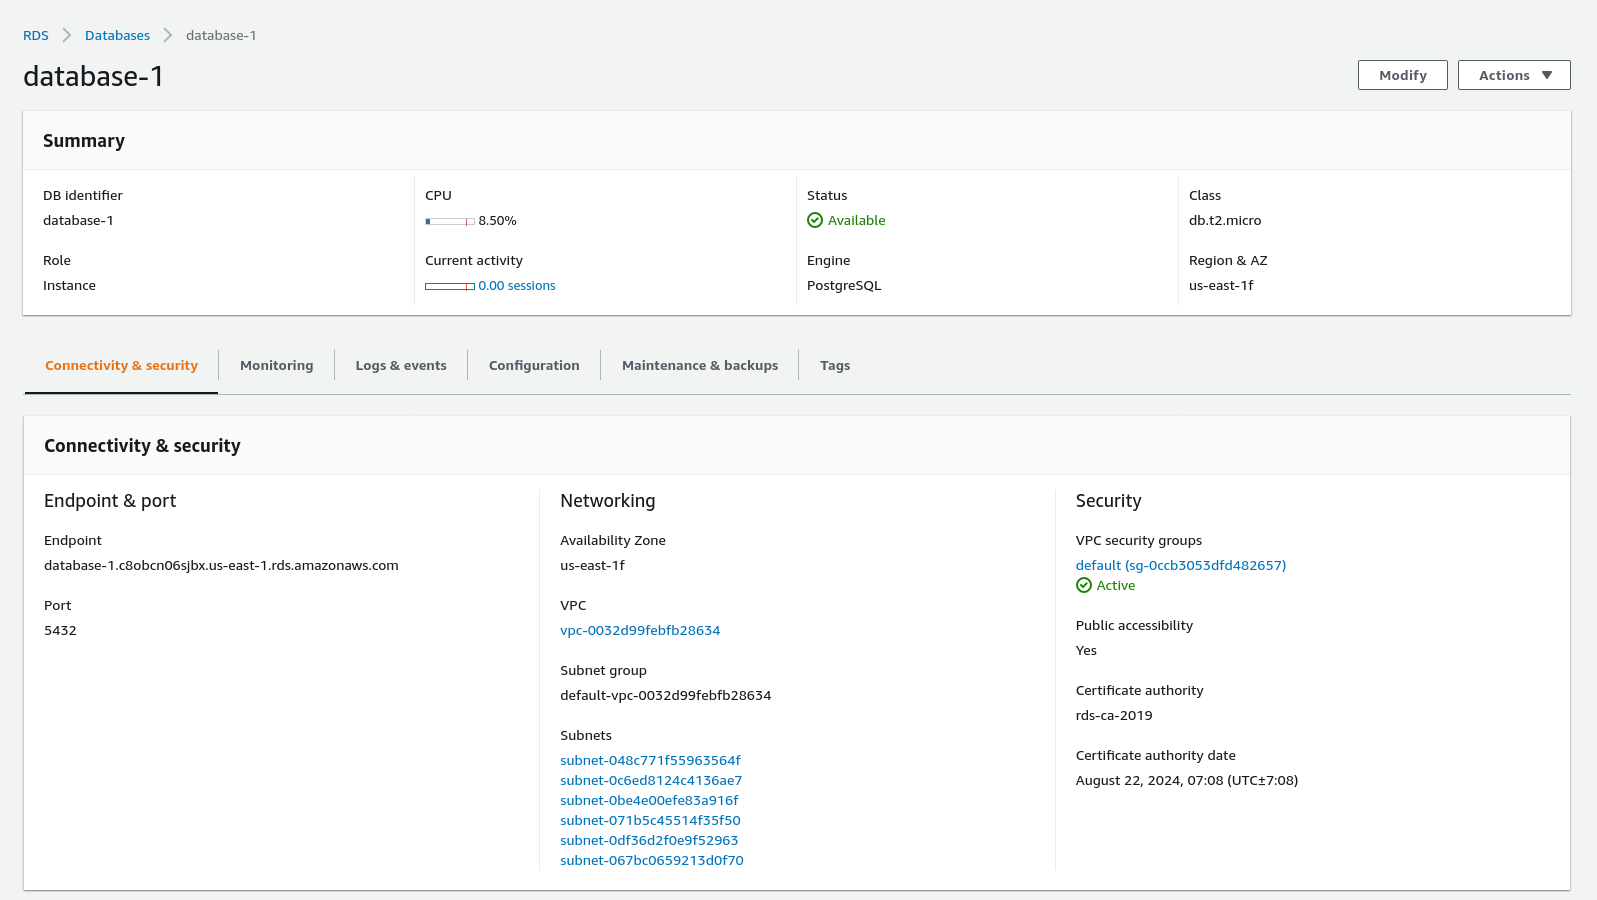 RDS > Databases > database-1
database-1
Modify
Actions
Summary
DB identifier
database-1
CPU
8.50%
Status
Available
Class
db.t2.micro
Role
Instance
Current activity
0.00 sessions
Engine
PostgreSQL
Region & AZ
us-east-1f
Connectivity & security
Monitoring
Logs & events
Configuration
Maintenance & backups
Tags
Connectivity & security
Endpoint & port
Endpoint
database-1.c8obcn06sjbx.us-east-1.rds.amazonaws.com
Port
5432
Networking
Availability Zone
us-east-1f
VPC
vpc-0032d99febfb28634
Subnet group
default-vpc-0032d99febfb28634
Subnets
subnet-048c771f55963564f
subnet-0c6ed8124c4136ae7
subnet-0be4e00efe83a916f
subnet-071b5c45514f35f50
subnet-0df36d2f0e9f52963
subnet-067bc0659213d0f70
Security
VPC security groups
default (sg-0ccb3053dfd482657)
Active
Public accessibility
Yes
Certificate authority
rds-ca-2019
Certificate authority date
August 22, 2024, 07:08 (UTC±7:08)